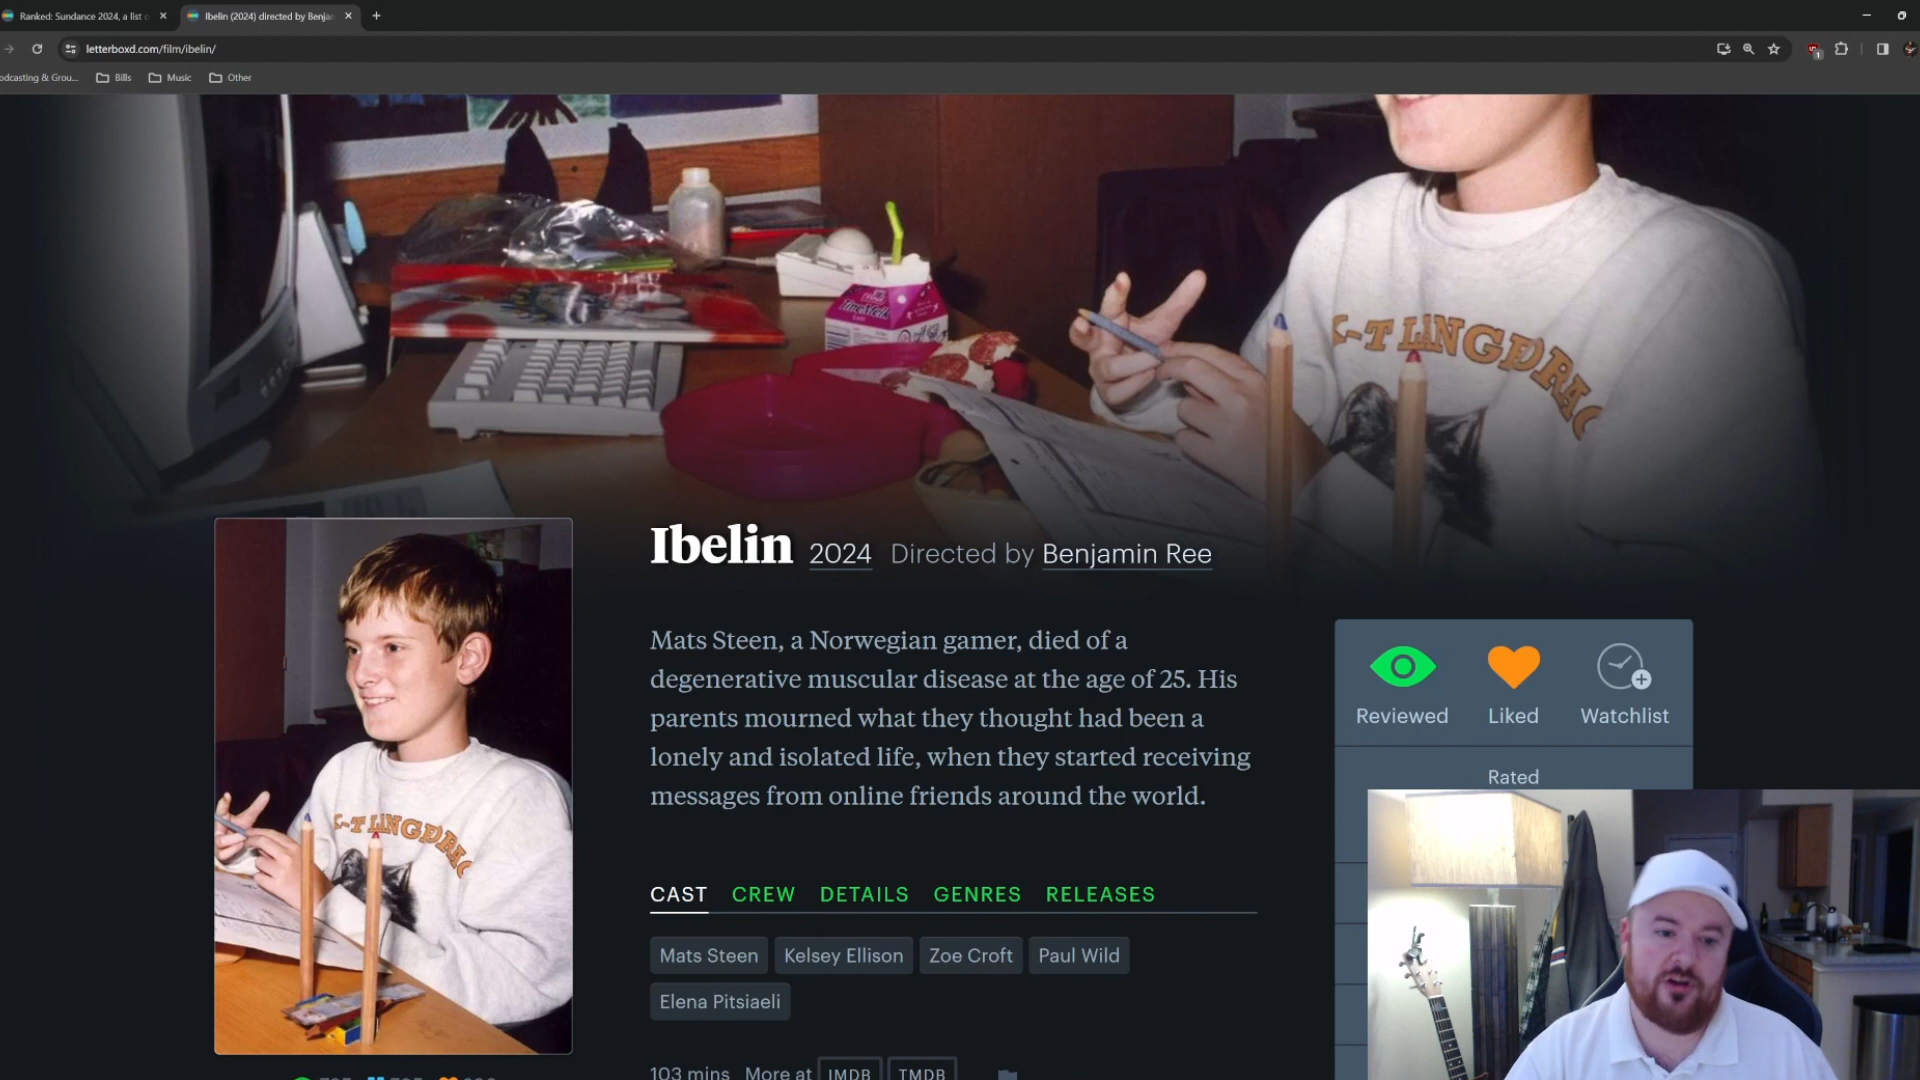 Ranked: Sundance 2024, a list o
Ibelin (2024) directed by Benja
letterboxd.com/film/ibelin/
odcasting & Grou...
Bills
Music
Other
K-T LANGDRAG
Ibelin 2024 Directed by Benjamin Ree
Mats Steen, a Norwegian gamer, died of a
degenerative muscular disease at the age of 25. His
parents mourned what they thought had been a
lonely and isolated life, when they started receiving
messages from online friends around the world.
Reviewed
Liked
Watchlist
Rated
CAST CREW DETAILS GENRES RELEASES
Mats Steen
Kelsey Ellison
Zoe Croft
Paul Wild
Elena Pitsiaeli
103 mins More at IMDB TMDB